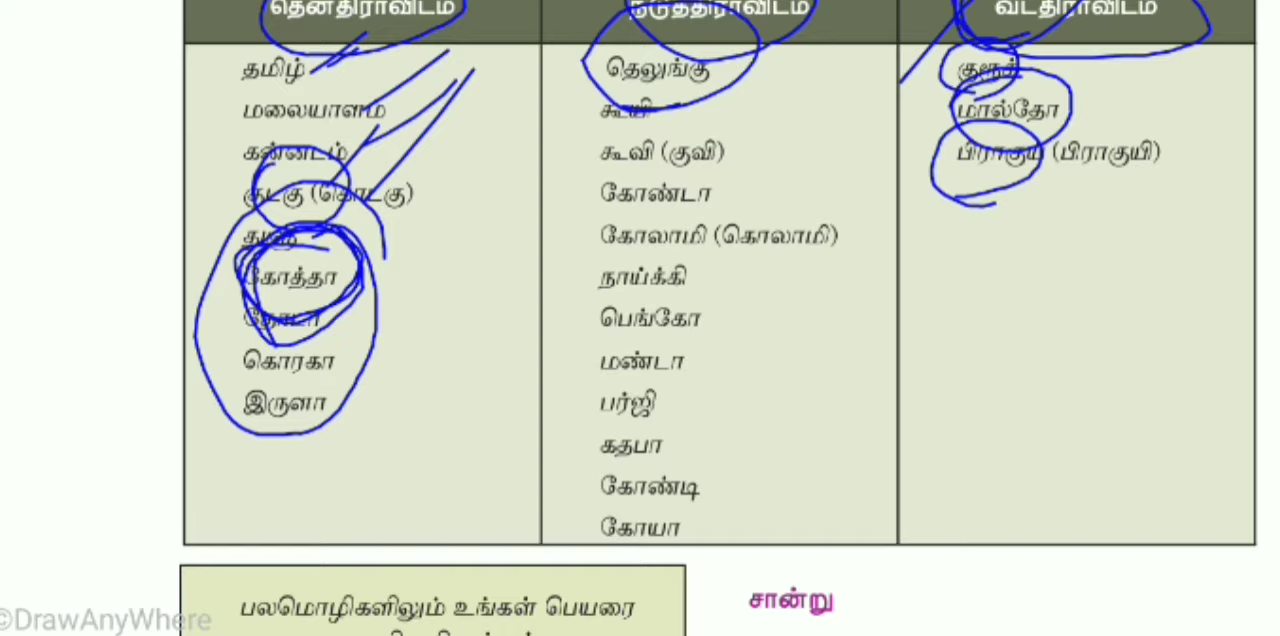 தென்திராவிடம் நடுத்திராவிடம் வடதிராவிடம்
தமிழ் தெலுங்கு குரூக்
மலையாளம் கூயி மால்தோ
கன்னடம் கூவி (குவி) பிராகுய் (பிராகுயி)
குடகு (கொடகு) கோண்டா
துளு கோலாமி (கொலாமி)
கோத்தா நாய்க்கி
தோடா பெங்கோ
கொரகா மண்டா
இருளா பர்ஜி
கதபா
கோண்டி
கோயா
பலமொழிகளிலும் உங்கள் பெயரை
சான்று
©DrawAnyWhere